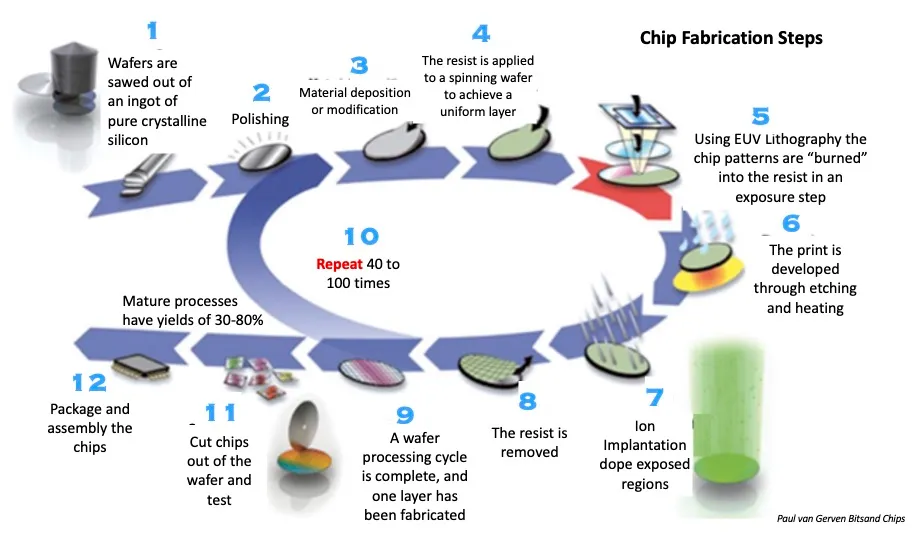 Chip Fabrication Steps
1
Wafers are
sawed out of
an ingot of
pure crystalline
silicon
2
Polishing
3
Material deposition
or modification
4
The resist is applied
to a spinning wafer
to achieve a
uniform layer
5
Using EUV Lithography the
chip patterns are “burned”
into the resist in an
exposure step
6
The print is
developed
through etching
and heating
7
Ion
Implantation
dope exposed
regions
8
The resist is
removed
9
A wafer
processing cycle
is complete, and
one layer has
been fabricated
10
Repeat 40 to
100 times
Mature processes
have yields of 30-80%
11
Cut chips
out of the
wafer and
test
12
Package and
assembly the
chips
Paul van Gerven Bitsand Chips